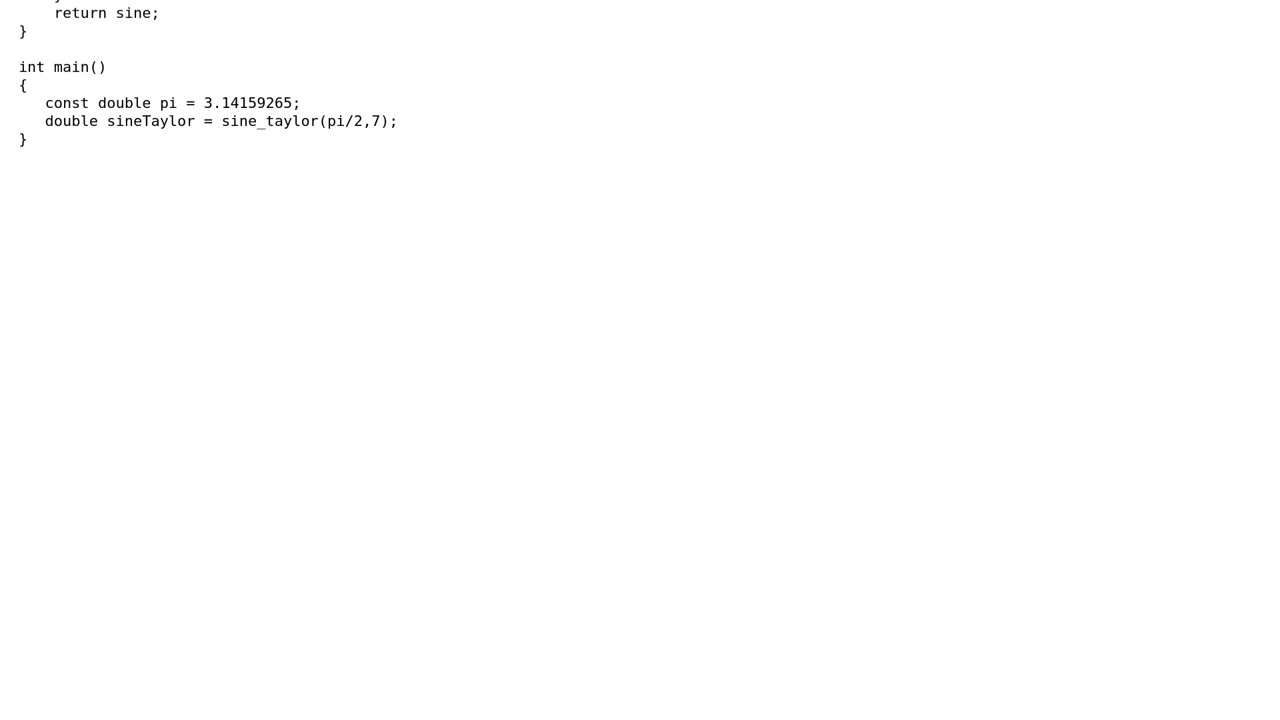 return sine;
}
int main()
{
const double pi = 3.14159265;
double sineTaylor = sine_taylor(pi/2,7);
}